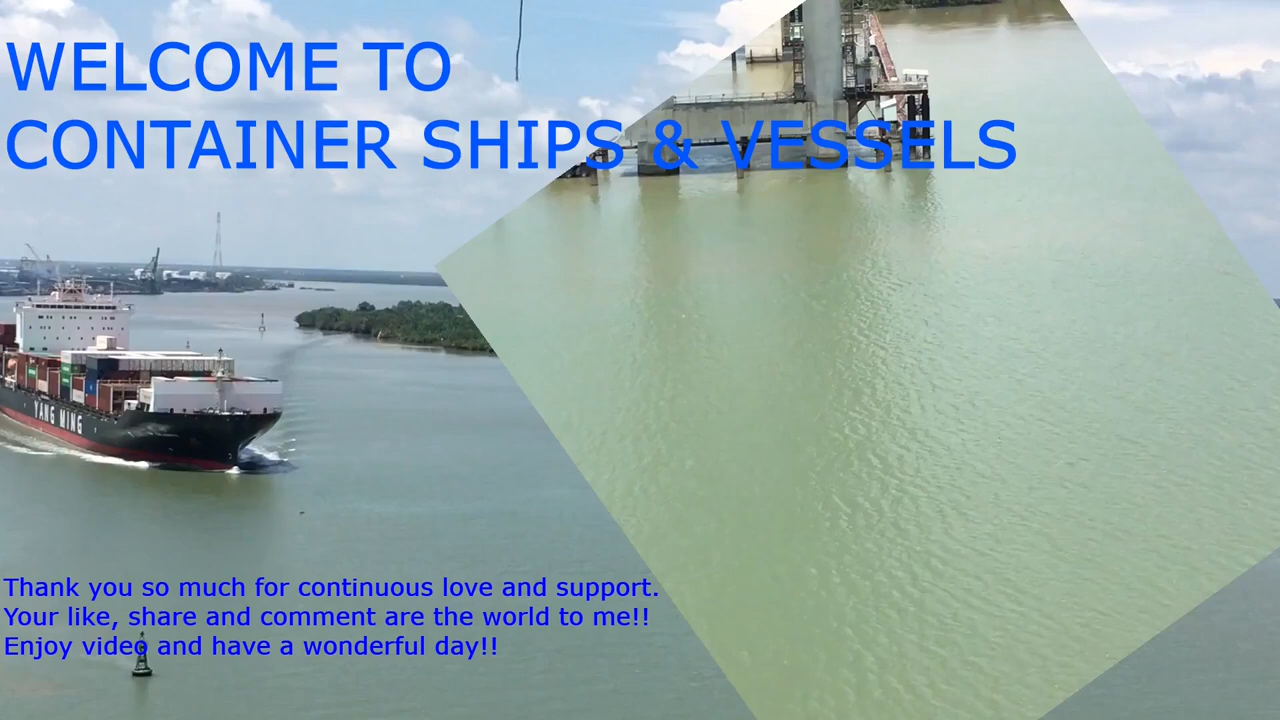 WELCOME TO
CONTAINER SHIPS & VESSELS
YANG MING
Thank you so much for continuous love and support.
Your like, share and comment are the world to me!!
Enjoy video and have a wonderful day!!